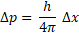 Δp = h/4π Δx